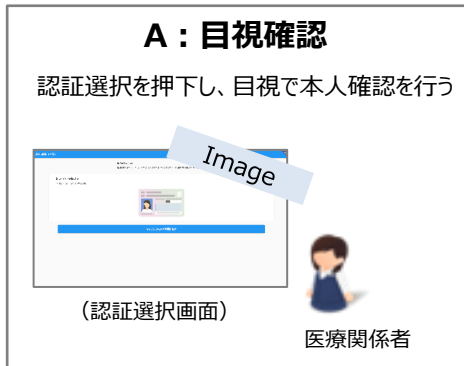 A：目視確認
認証選択を押下し、目視で本人確認を行う
Image
（認証選択画面）
医療関係者